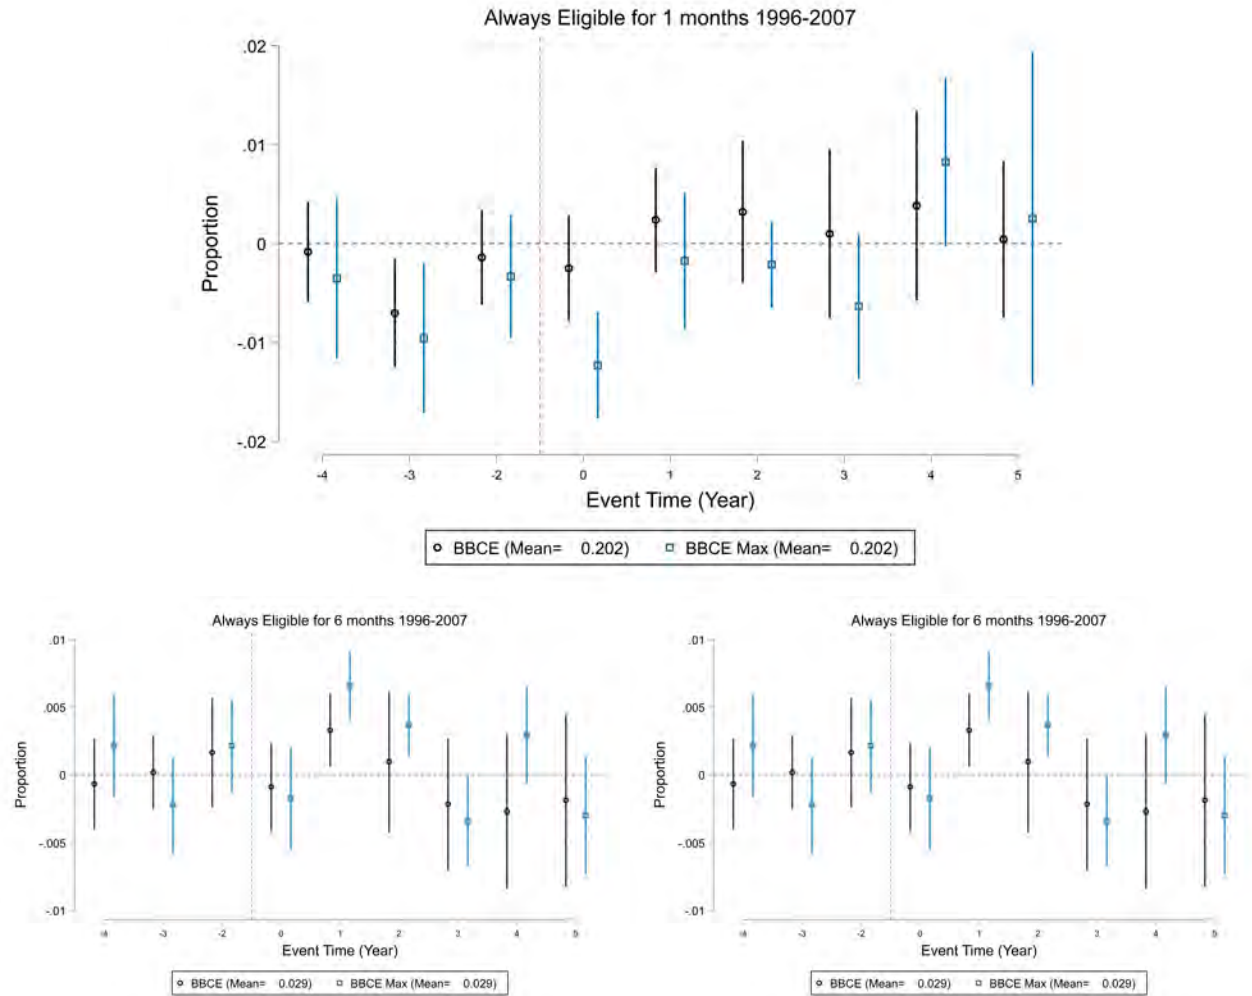 Always Eligible for 1 months 1996-2007
.02
.01
0
-.01
-.02
Proportion
-4 -3 -2 0 1 2 3 4 5
Event Time (Year)
BBCE (Mean= 0.202) BBCE Max (Mean= 0.202)
Always Eligible for 6 months 1996-2007
.01
.005
0
-.005
-.01
Proportion
-3 -2 0 1 2 3 4 5
Event Time (Year)
BBCE (Mean= 0.029) BBCE Max (Mean= 0.029)
Always Eligible for 6 months 1996-2007
.01
.005
0
-.005
-.01
Proportion
-3 -2 0 1 2 3 4 5
Event Time (Year)
BBCE (Mean= 0.029) BBCE Max (Mean= 0.029)